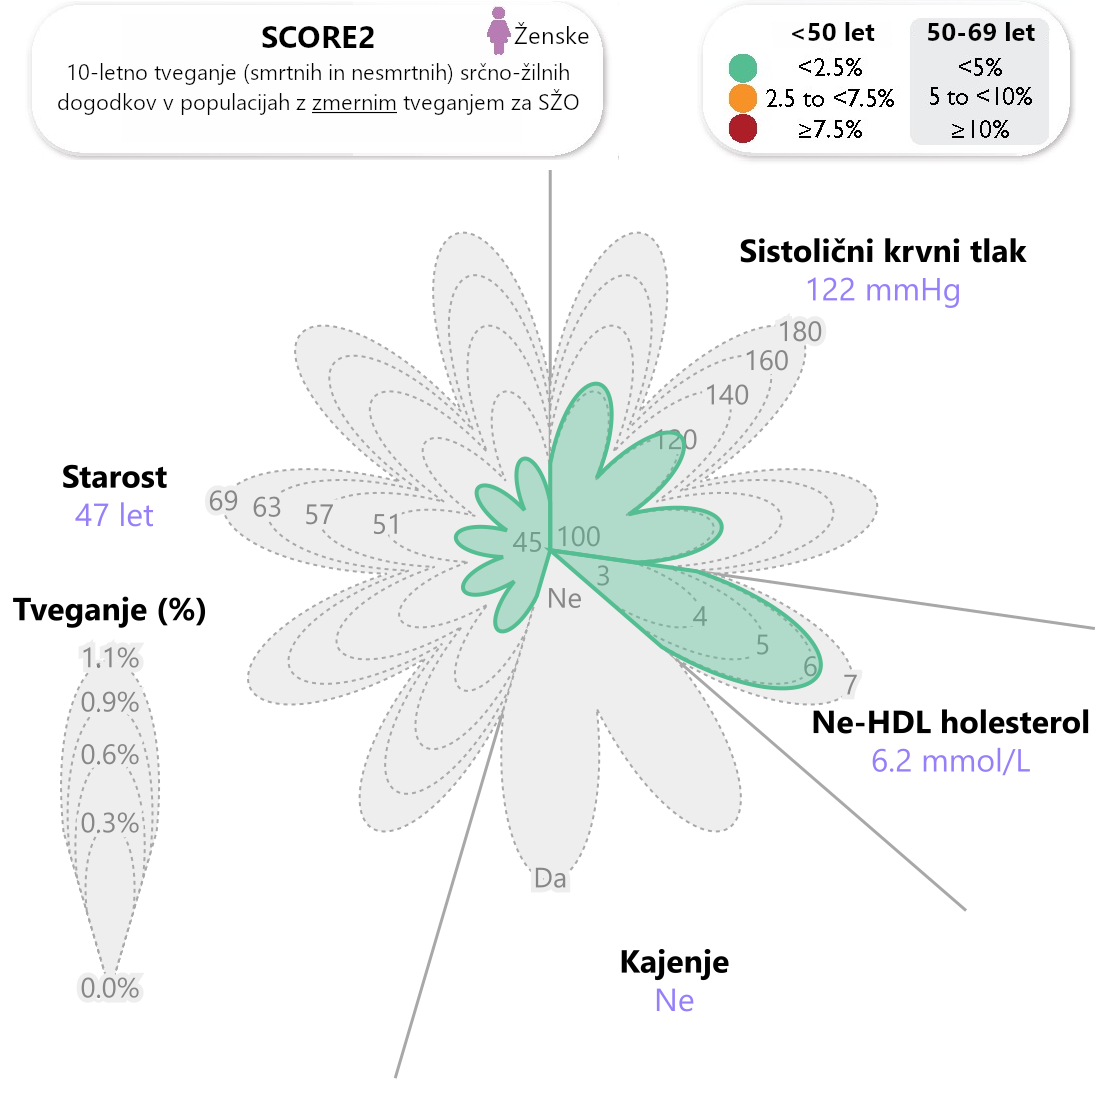 SCORE2
Ženske
10-letno tveganje (smrtnih in nesmrtnih) srčno-žilnih
dogodkov v populacijah z zmernim tveganjem za SŽO
<50 let
50-69 let
<2.5%
<5%
2.5 to <7.5%
5 to <10%
≥7.5%
≥10%
Sistolični krvni tlak
122 mmHg
180
160
140
120
100
Starost
47 let
69
63
57
51
45
3
4
5
6
7
Ne
Da
Tveganje (%)
1.1%
0.9%
0.6%
0.3%
0.0%
Ne-HDL holesterol
6.2 mmol/L
Kajenje
Ne